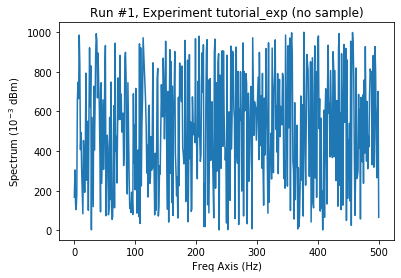 Run #1, Experiment tutorial_exp (no sample)
1000
800
600
400
200
0
Spectrum (10⁻³ dBm)
0 100 200 300 400 500
Freq Axis (Hz)